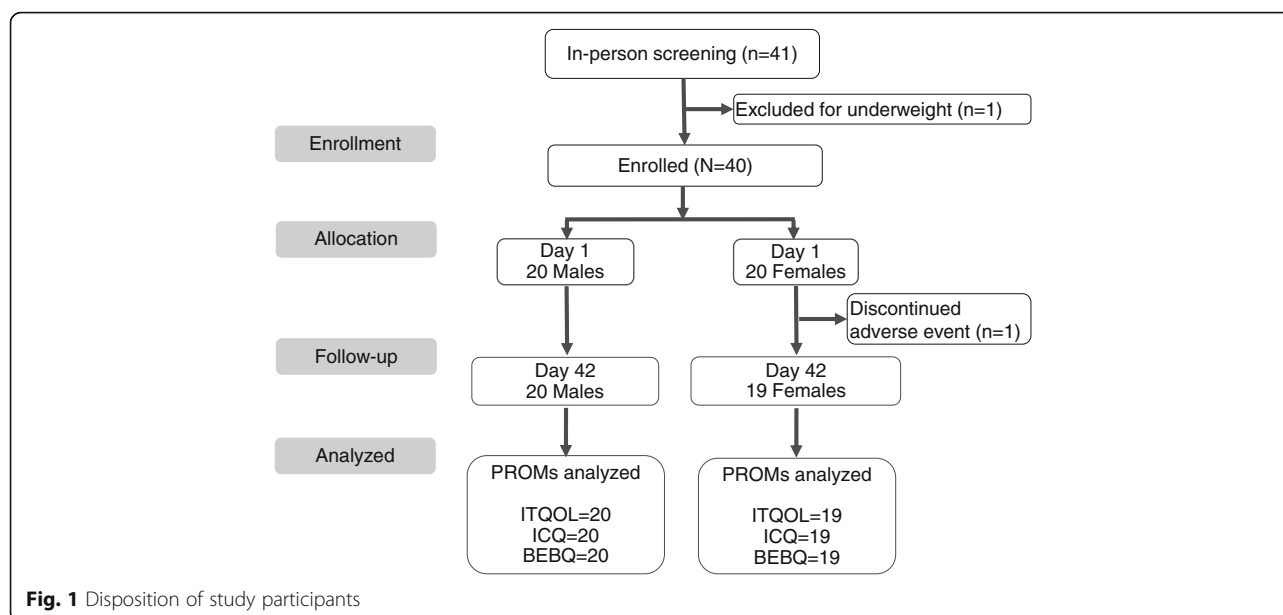 In-person screening (n=41)
Excluded for underweight (n=1)
Enrollment
Enrolled (N=40)
Allocation
Day 1
20 Males
Day 1
20 Females
Discontinued
adverse event (n=1)
Follow-up
Day 42
20 Males
Day 42
19 Females
Analyzed
PROMs analyzed
ITQOL=20
ICQ=20
BEBQ=20
PROMs analyzed
ITQOL=19
ICQ=19
BEBQ=19
Fig. 1 Disposition of study participants